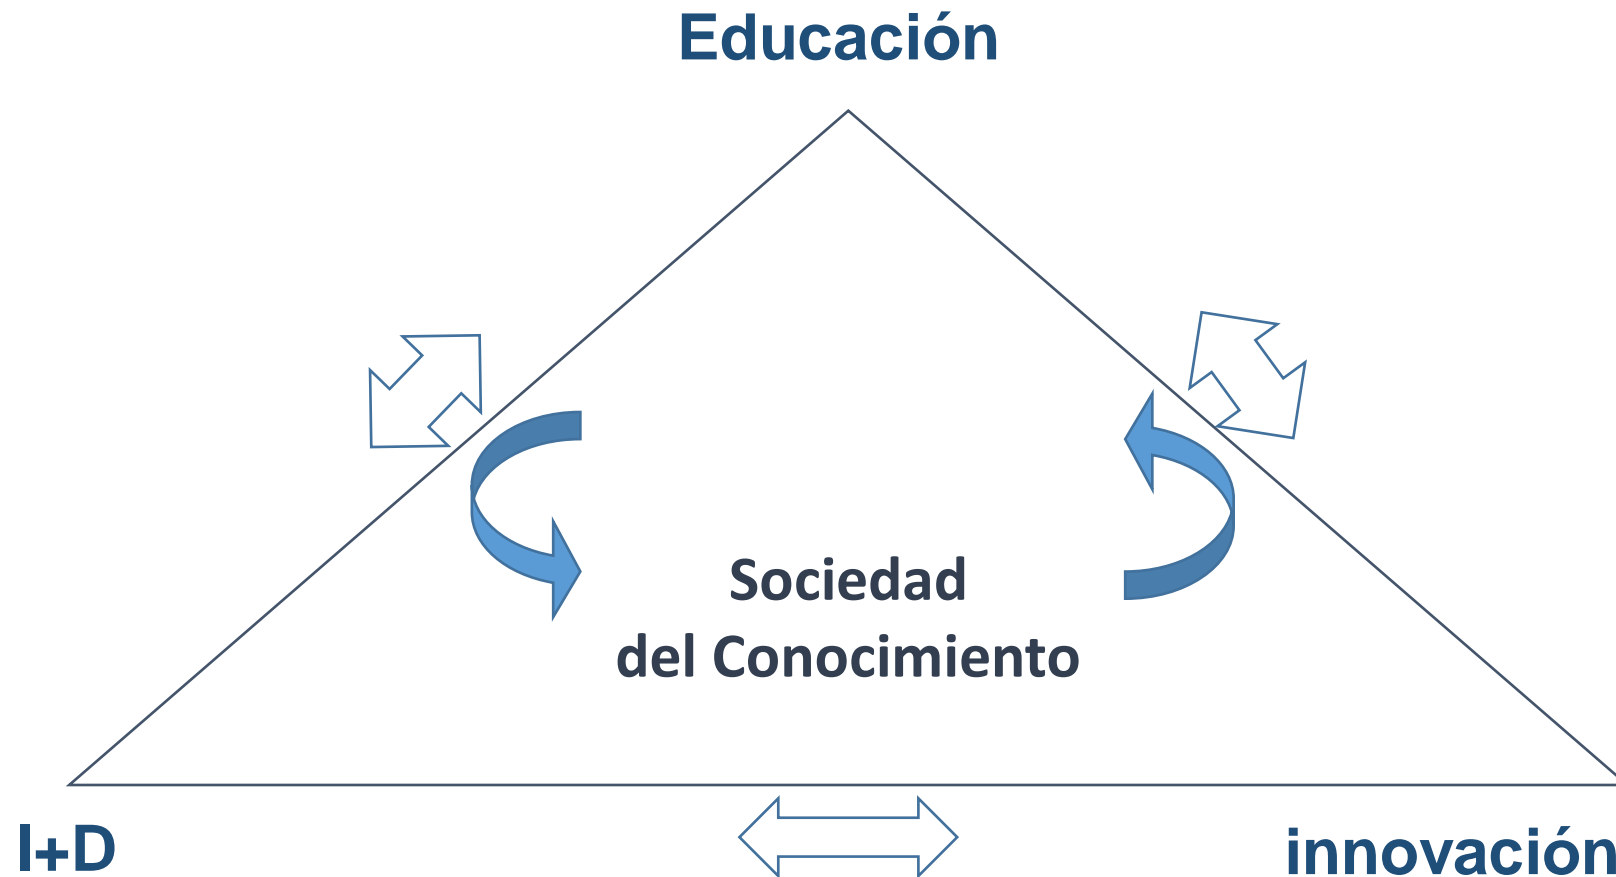 Educación
Sociedad
del Conocimiento
I+D
innovación